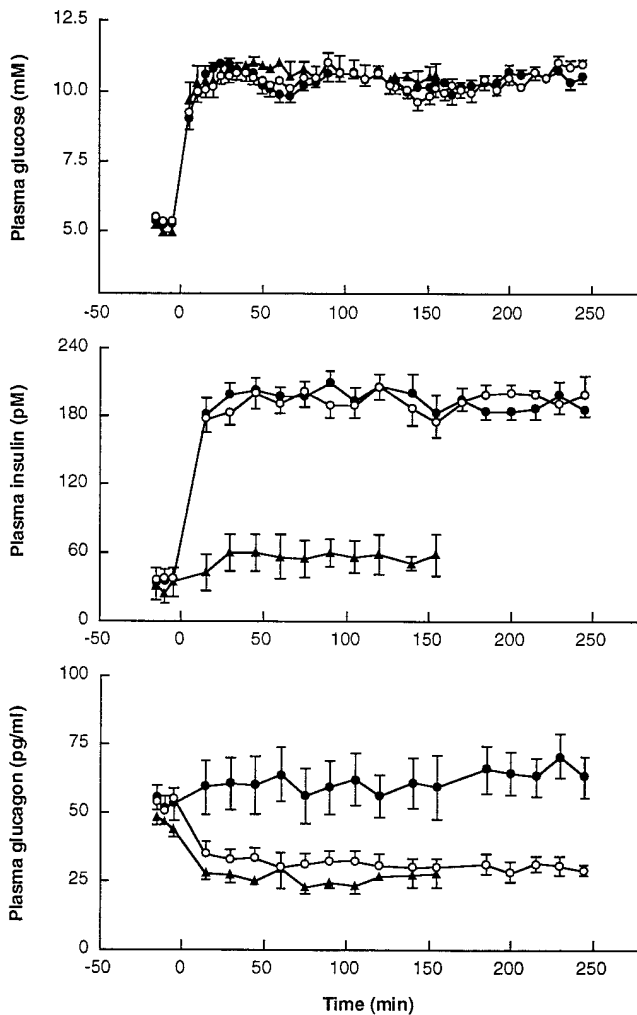 12.5
10.0
7.5
5.0
Plasma glucose (mM)
-50 0 50 100 150 200 250
240
180
120
60
0
Plasma insulin (pM)
-50 0 50 100 150 200 250
100
75
50
25
0
Plasma glucagon (pg/ml)
-50 0 50 100 150 200 250
Time (min)